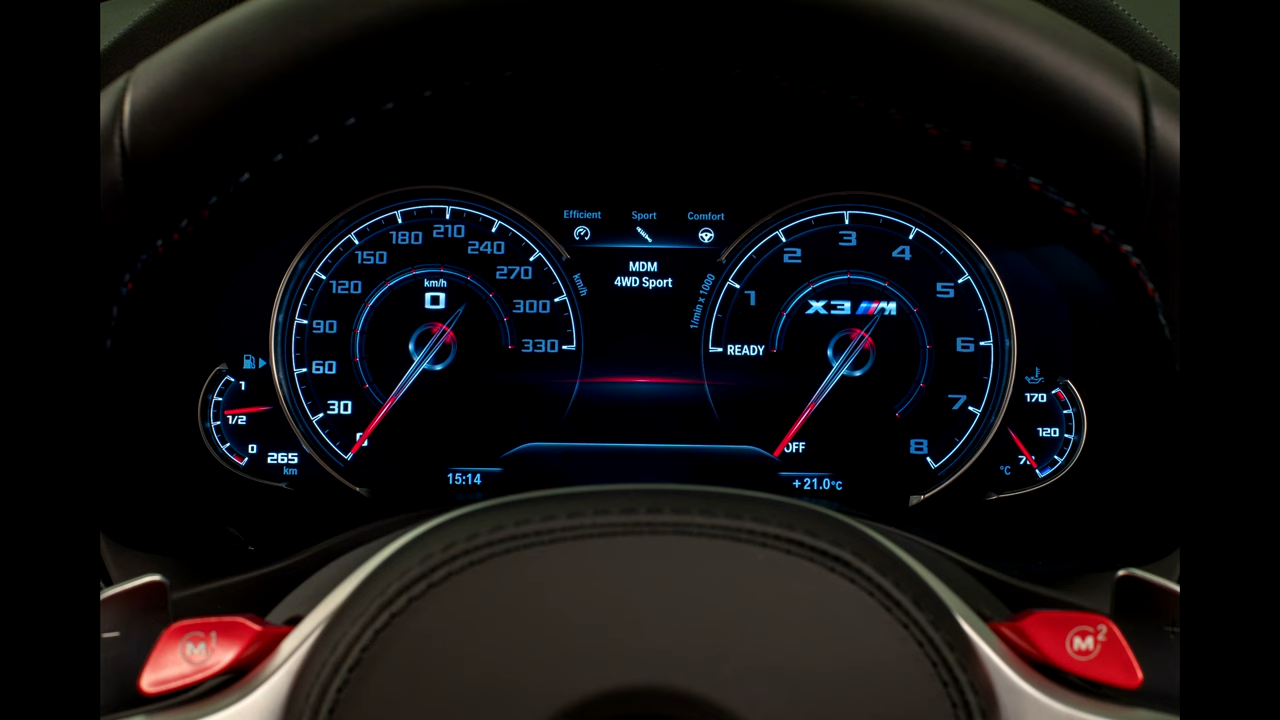 Efficient Sport Comfort
MDM
4WD Sport
km/h
0
0
30
60
90
120
150
180
210
240
270
300
330
km/h
1/min x 1000
X3 M
OFF
READY
1
2
3
4
5
6
7
8
1
1/2
0
265
km
170
120
°C
15:14
+21.0°C
M1
M2